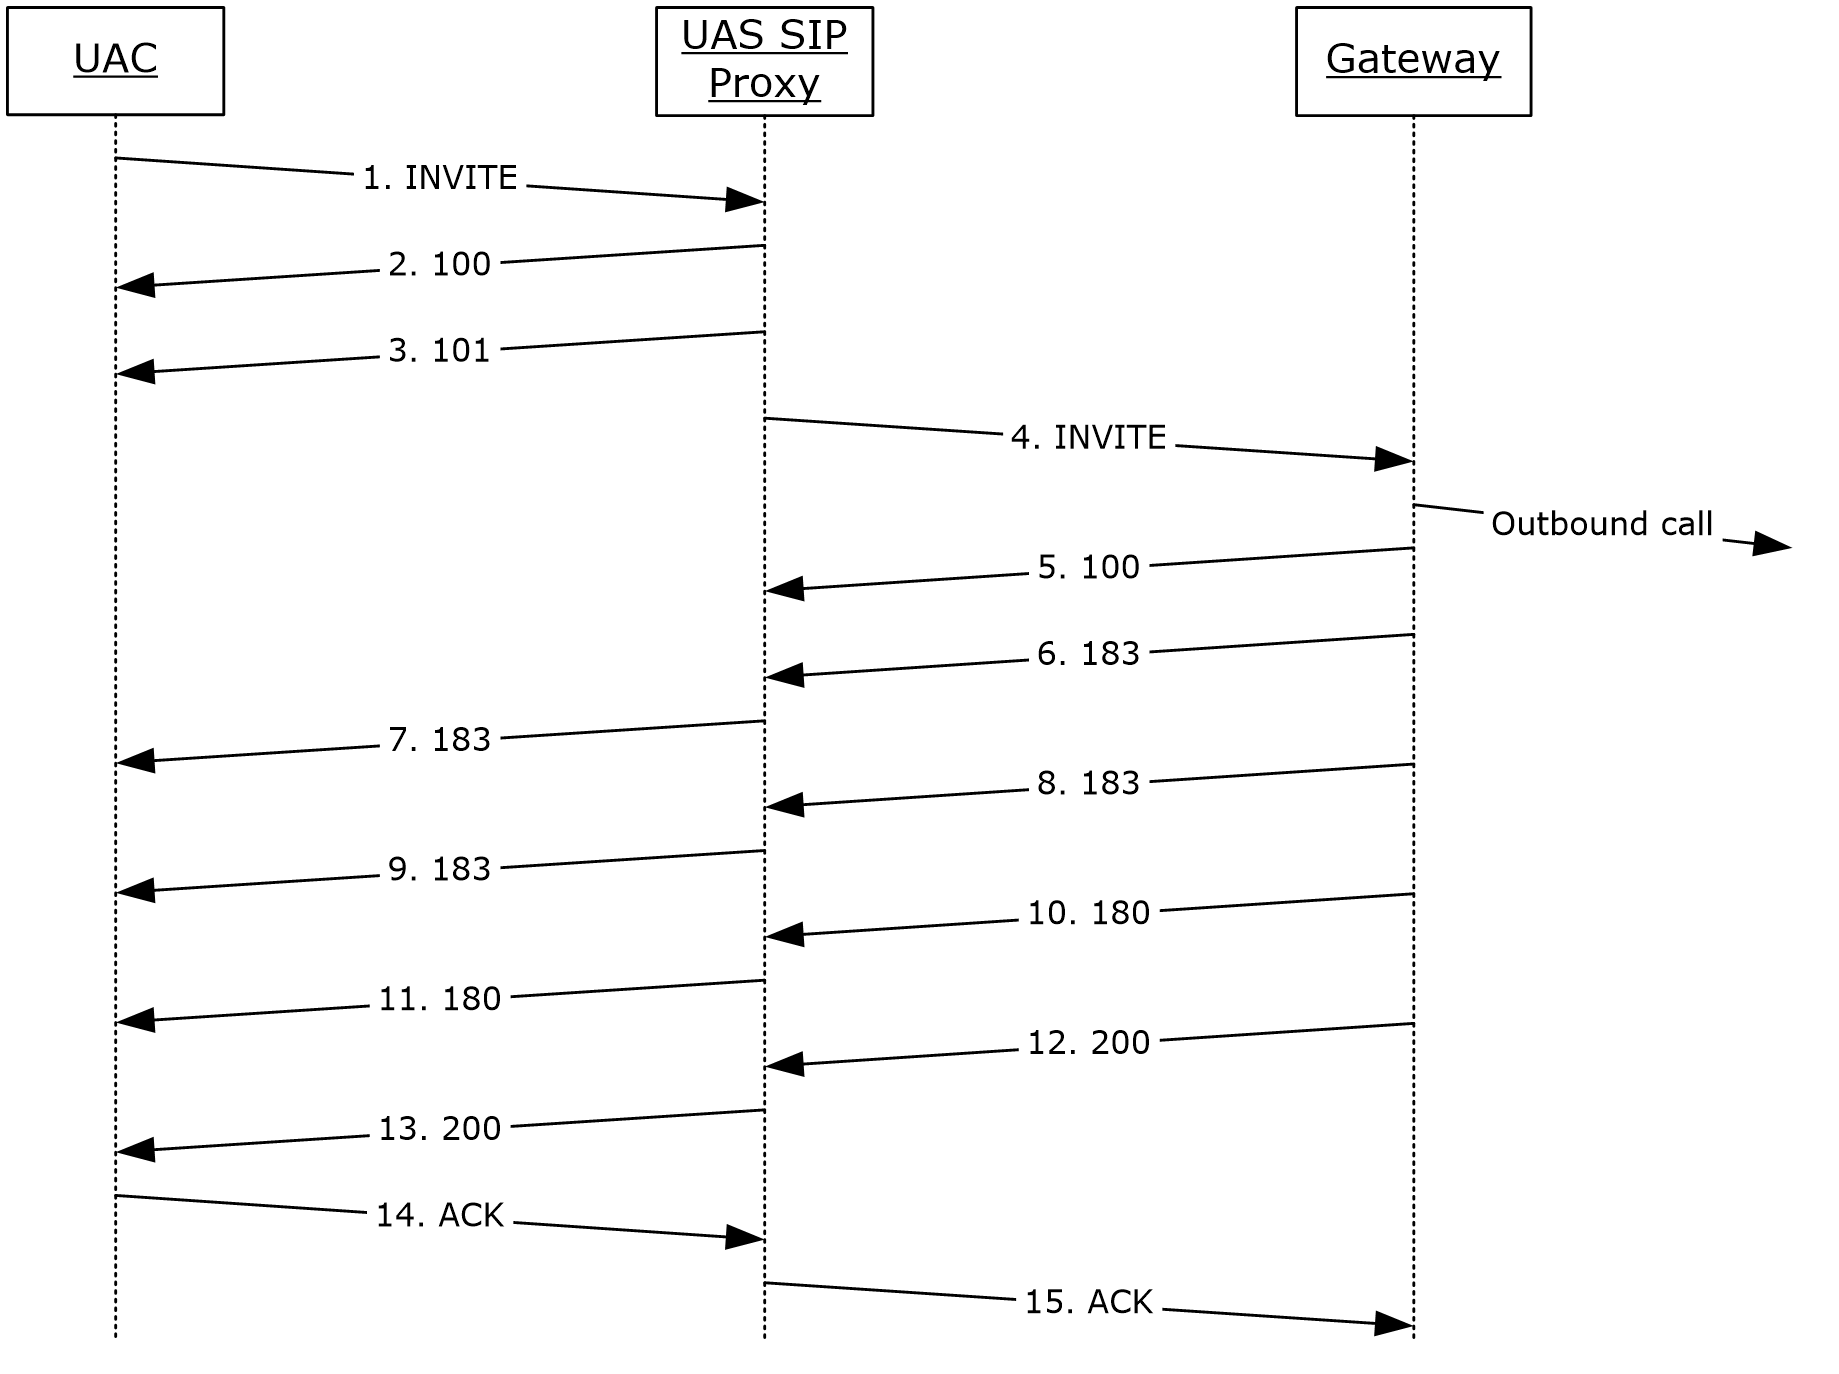 UAC
UAS SIP
Proxy
Gateway
1. INVITE
2. 100
3. 101
4. INVITE
Outbound call
5. 100
6. 183
7. 183
8. 183
9. 183
10. 180
11. 180
12. 200
13. 200
14. ACK
15. ACK